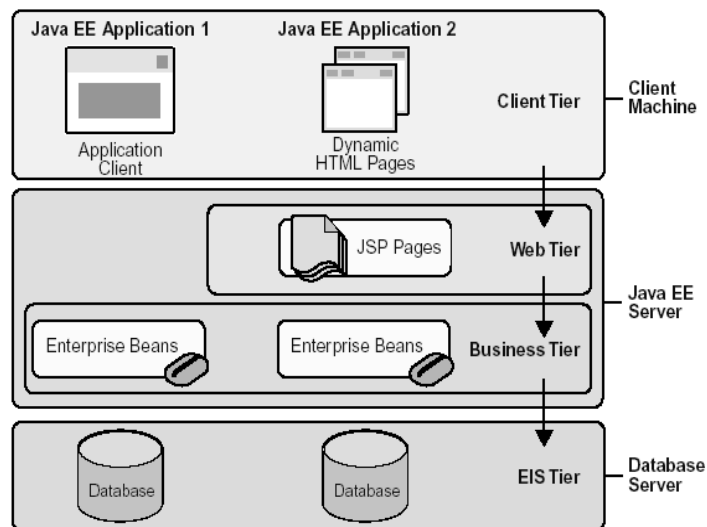 Java EE Application 1
Java EE Application 2
Application
Client
Dynamic
HTML Pages
Client Tier
Client
Machine
JSP Pages
Web Tier
Java EE
Server
Enterprise Beans
Enterprise Beans
Business Tier
Database
Database
EIS Tier
Database
Server